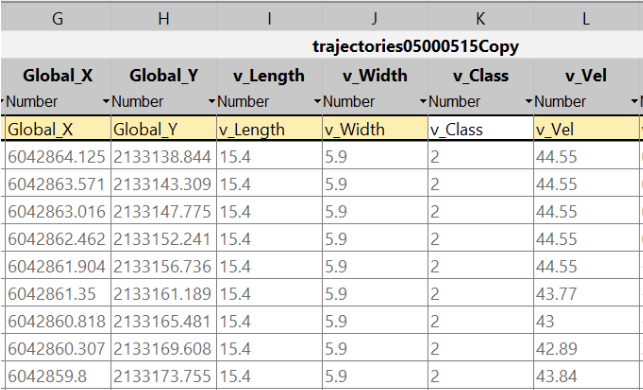 G H I J K L
trajectories05000515Copy
Global_X Global_Y v_Length v_Width v_Class v_Vel
Number Number Number Number Number Number
Global_X Global_Y v_Length v_Width v_Class v_Vel
6042864.125 2133138.844 15.4 5.9 2 44.55
6042863.571 2133143.309 15.4 5.9 2 44.55
6042863.016 2133147.775 15.4 5.9 2 44.55
6042862.462 2133152.241 15.4 5.9 2 44.55
6042861.904 2133156.736 15.4 5.9 2 44.55
6042861.35 2133161.189 15.4 5.9 2 43.77
6042860.818 2133165.481 15.4 5.9 2 43
6042860.307 2133169.608 15.4 5.9 2 42.89
6042859.8 2133173.755 15.4 5.9 2 43.84